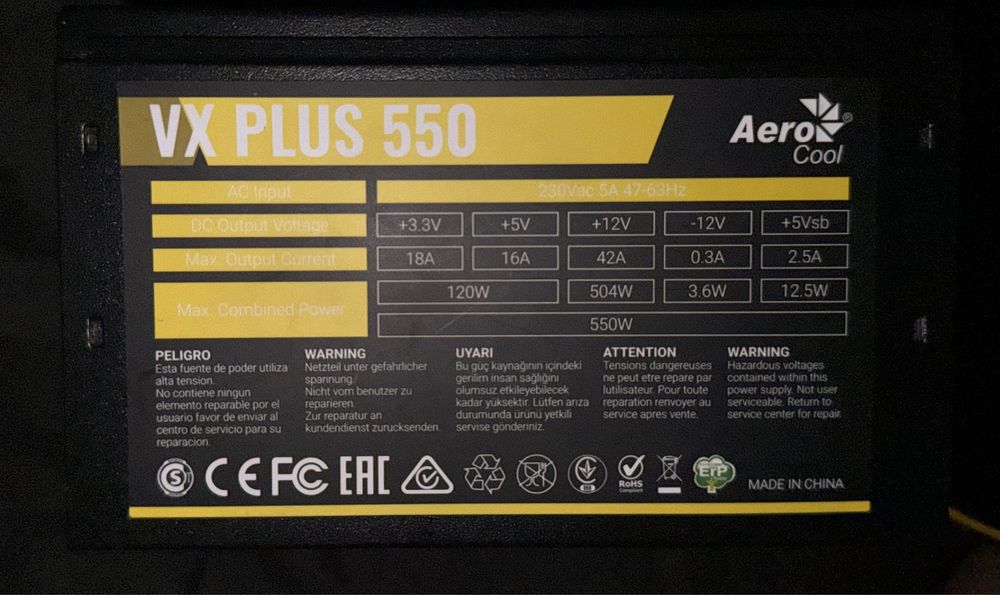 VX PLUS 550
Aero
Cool
®
AC Input 230Vac 5A 47-63Hz
DC Output Voltage +3.3V +5V +12V -12V +5Vsb
Max. Output Current 18A 16A 42A 0.3A 2.5A
Max. Combined Power 120W 504W 3.6W 12.5W
550W
PELIGRO
Esta fuente de poder utiliza
alta tension.
No contiene ningun
elemento reparable por el
usuario favor de enviar al
centro de servicio para su
reparacion.
WARNING
Netzteil unter gefahrlicher
spannung.
Nicht vom benutzer zu
reparieren.
Zur reparatur an
kundendienst zurucksenden.
UYARI
Bu güç kaynağının içindeki
gerilim insan sağlığını
olumsuz etkileyebilecek
kadar yüksektir. Lütfen arıza
durumunda ürünü yetkili
servise gönderiniz.
ATTENTION
Tensions dangereuses
ne peut etre repare par
lutilisateur. Pour toute
reparation envoyer au
service apres vente.
WARNING
Hazardous voltages
contained within this
power supply. Not user
serviceable. Return to
service center for repair.
S CE FC EAC RoHS
Compliant
ErP
MADE IN CHINA